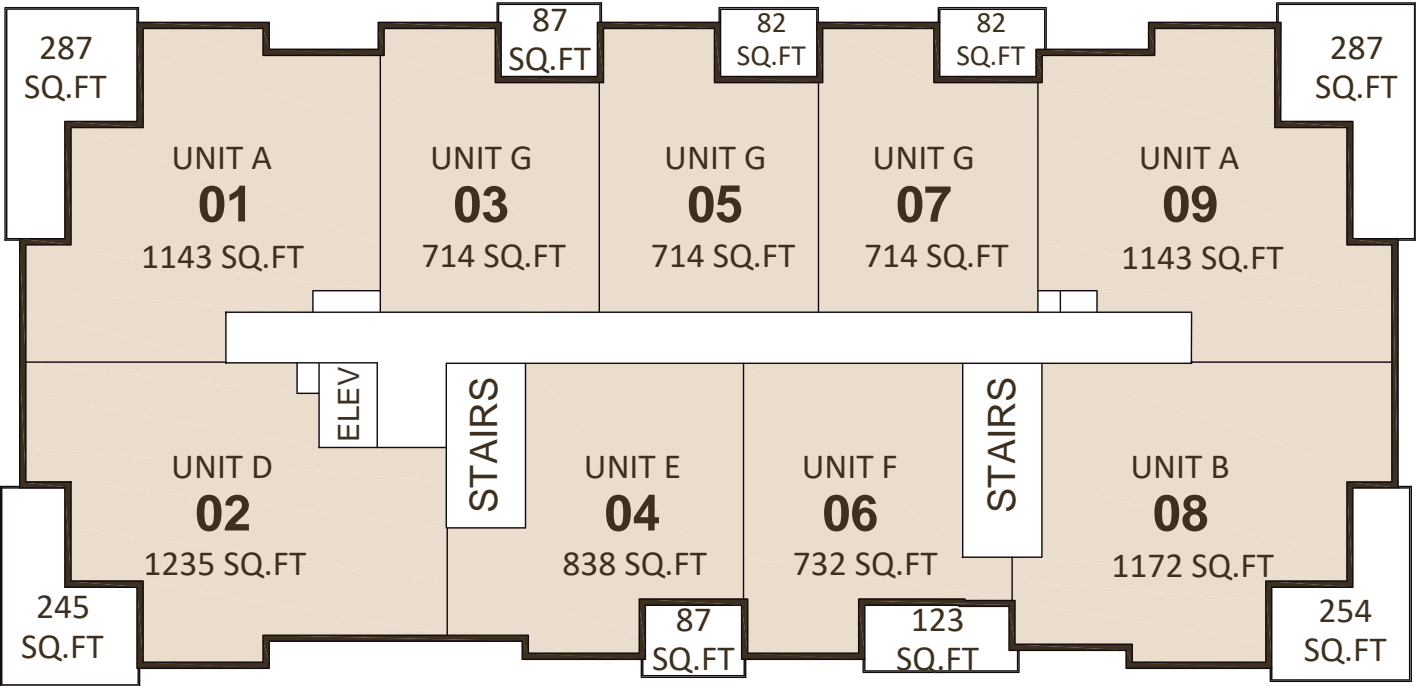 287
SQ.FT
87
SQ.FT
82
SQ.FT
82
SQ.FT
287
SQ.FT
UNIT A
01
1143 SQ.FT
UNIT G
03
714 SQ.FT
UNIT G
05
714 SQ.FT
UNIT G
07
714 SQ.FT
UNIT A
09
1143 SQ.FT
ELEV
STAIRS
STAIRS
UNIT D
02
1235 SQ.FT
UNIT E
04
838 SQ.FT
UNIT F
06
732 SQ.FT
UNIT B
08
1172 SQ.FT
245
SQ.FT
87
SQ.FT
123
SQ.FT
254
SQ.FT